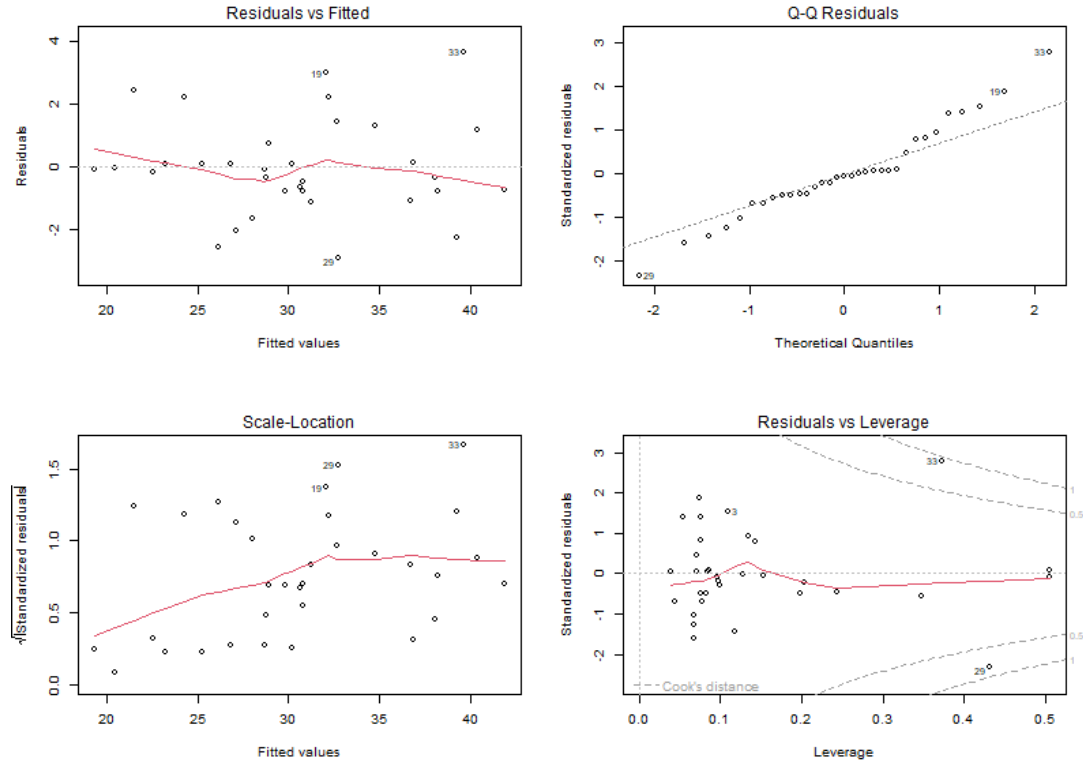 Residuals vs Fitted
Residuals
4
2
0
-2
33
19
29
20 25 30 35 40
Fitted values
Q-Q Residuals
Standardized residuals
3
2
1
0
-1
-2
33
19
29
-2 -1 0 1 2
Theoretical Quantiles
Scale-Location
√|Standardized residuals|
1.5
1.0
0.5
0.0
33
29
19
20 25 30 35 40
Fitted values
Residuals vs Leverage
Standardized residuals
3
2
1
0
-1
-2
33
3
29
1
0.5
0.5
1
Cook's distance
0.0 0.1 0.2 0.3 0.4 0.5
Leverage